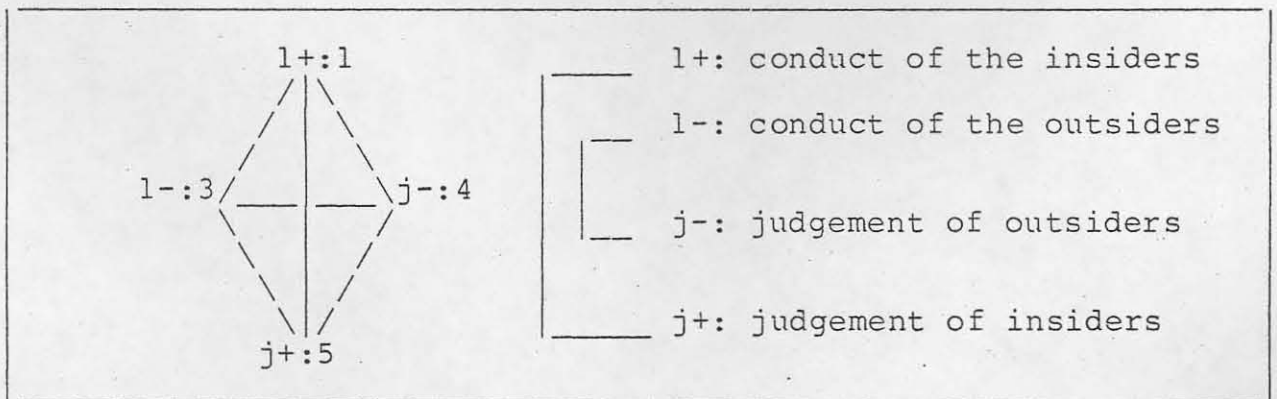 l+:l
l+: conduct of the insiders
l-: conduct of the outsiders
l-:3
j-:4
j-: judgement of outsiders
j+: judgement of insiders
j+:5